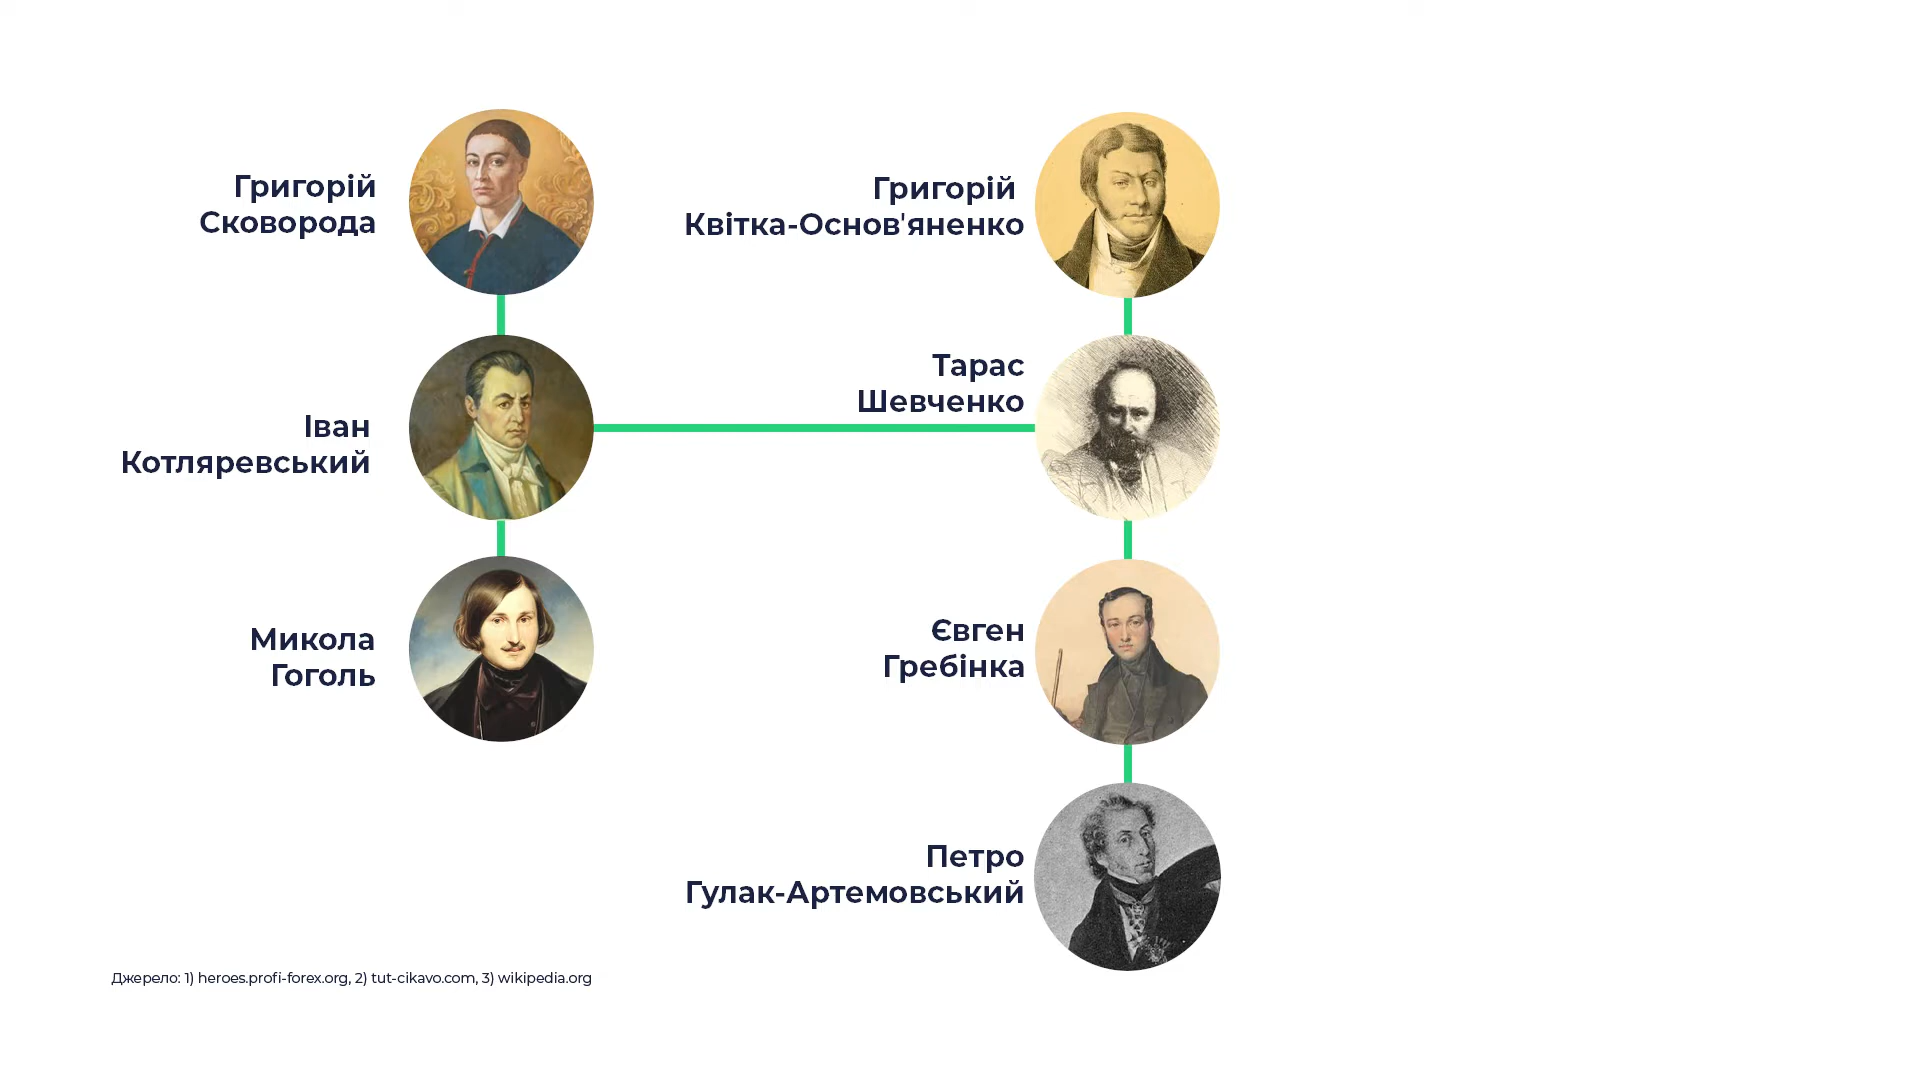 Григорій
Сковорода
Іван
Котляревський
Микола
Гоголь
Григорій
Квітка-Основ'яненко
Тарас
Шевченко
Євген
Гребінка
Петро
Гулак-Артемовський
Джерело: 1) heroes.profi-forex.org, 2) tut-cikavo.com, 3) wikipedia.org